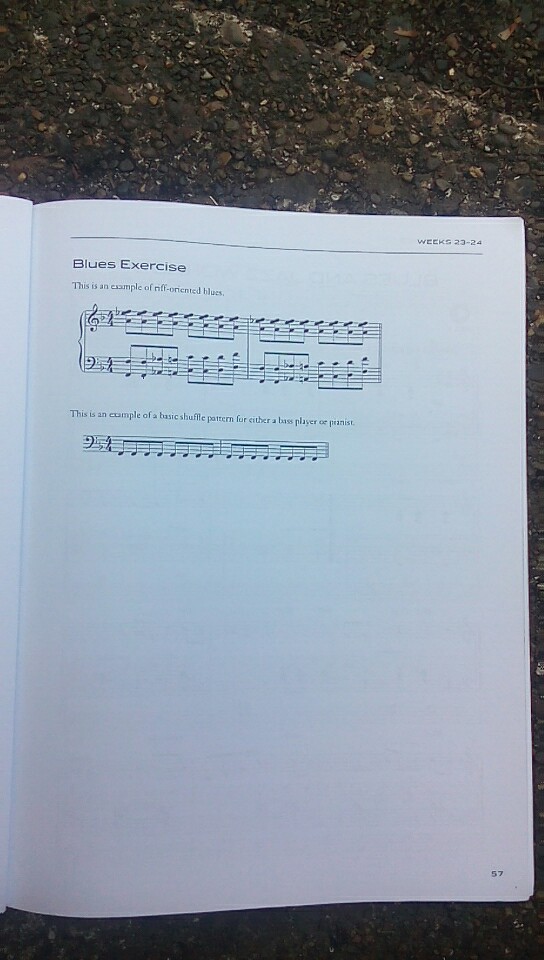 WEEKS 23-24
Blues Exercise
This is an example of riff-oriented blues.
This is an example of a basic shuffle pattern for either a bass player or pianist.
57